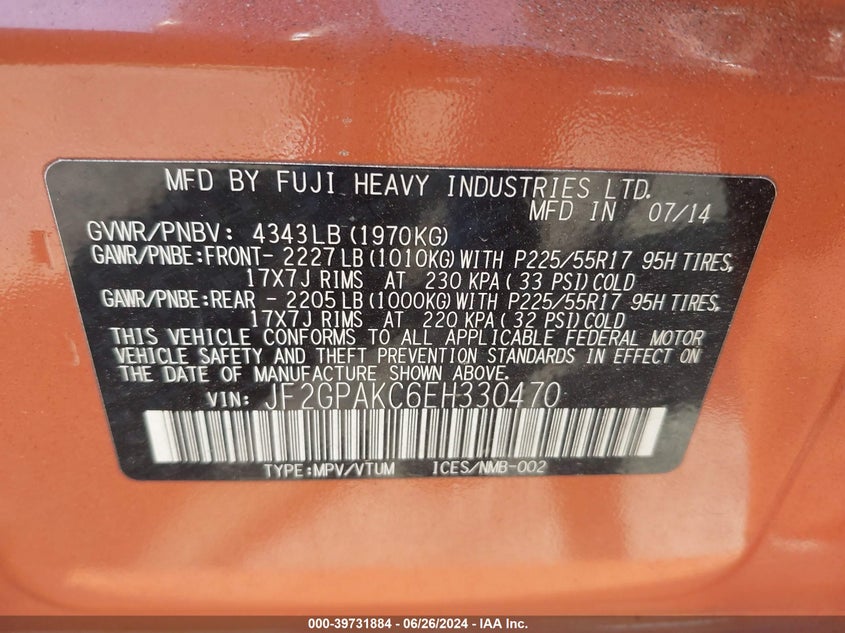 MFD BY FUJI HEAVY INDUSTRIES LTD.
MFD IN 07/14
GVWR/PNBV: 4343LB (1970KG)
GAWR/PNBE:FRONT- 2227LB (1010KG) WITH P225/55R17 95H TIRES,
17X7J RIMS AT 230 KPA ( 33 PSI) COLD
GAWR/PNBE:REAR - 2205LB (1000KG) WITH P225/55R17 95H TIRES,
17X7J RIMS AT 220 KPA ( 32 PSI) COLD
THIS VEHICLE CONFORMS TO ALL APPLICABLE FEDERAL MOTOR
VEHICLE SAFETY AND THEFT PREVENTION STANDARDS IN EFFECT ON
THE DATE OF MANUFACTURE SHOWN ABOVE.
VIN: JF2GPAKC6EH330470
TYPE:MPV/VTUM ICES/NMB-002
000-39731884 - 06/26/2024 - IAA Inc.